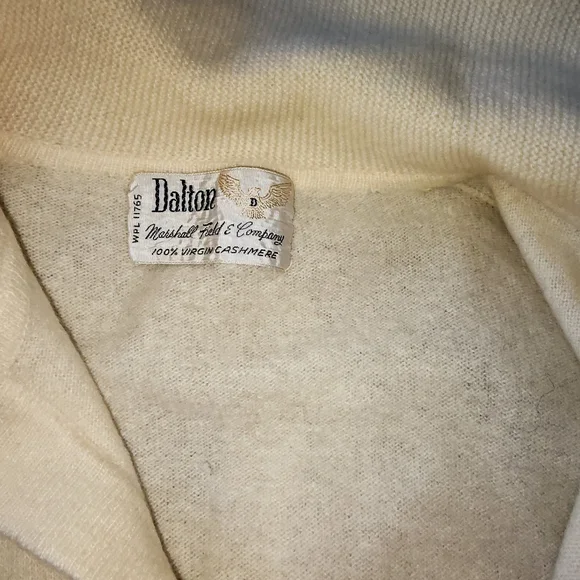 Dalton
D
Marshall Field & Company
100% VIRGIN CASHMERE
WPL 11765